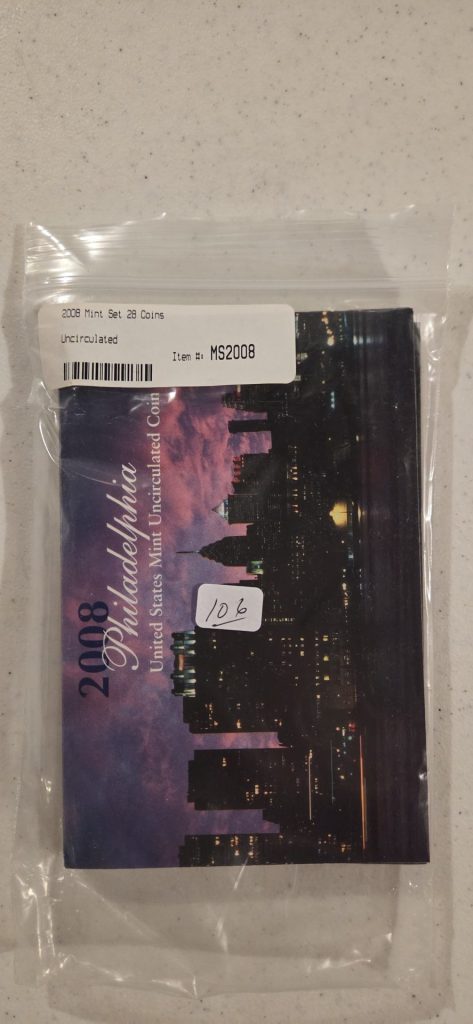 2008 Mint Set 28 Coins
Uncirculated
Item #: MS2008
2008
Philadelphia
United States Mint Uncirculated Coin
106